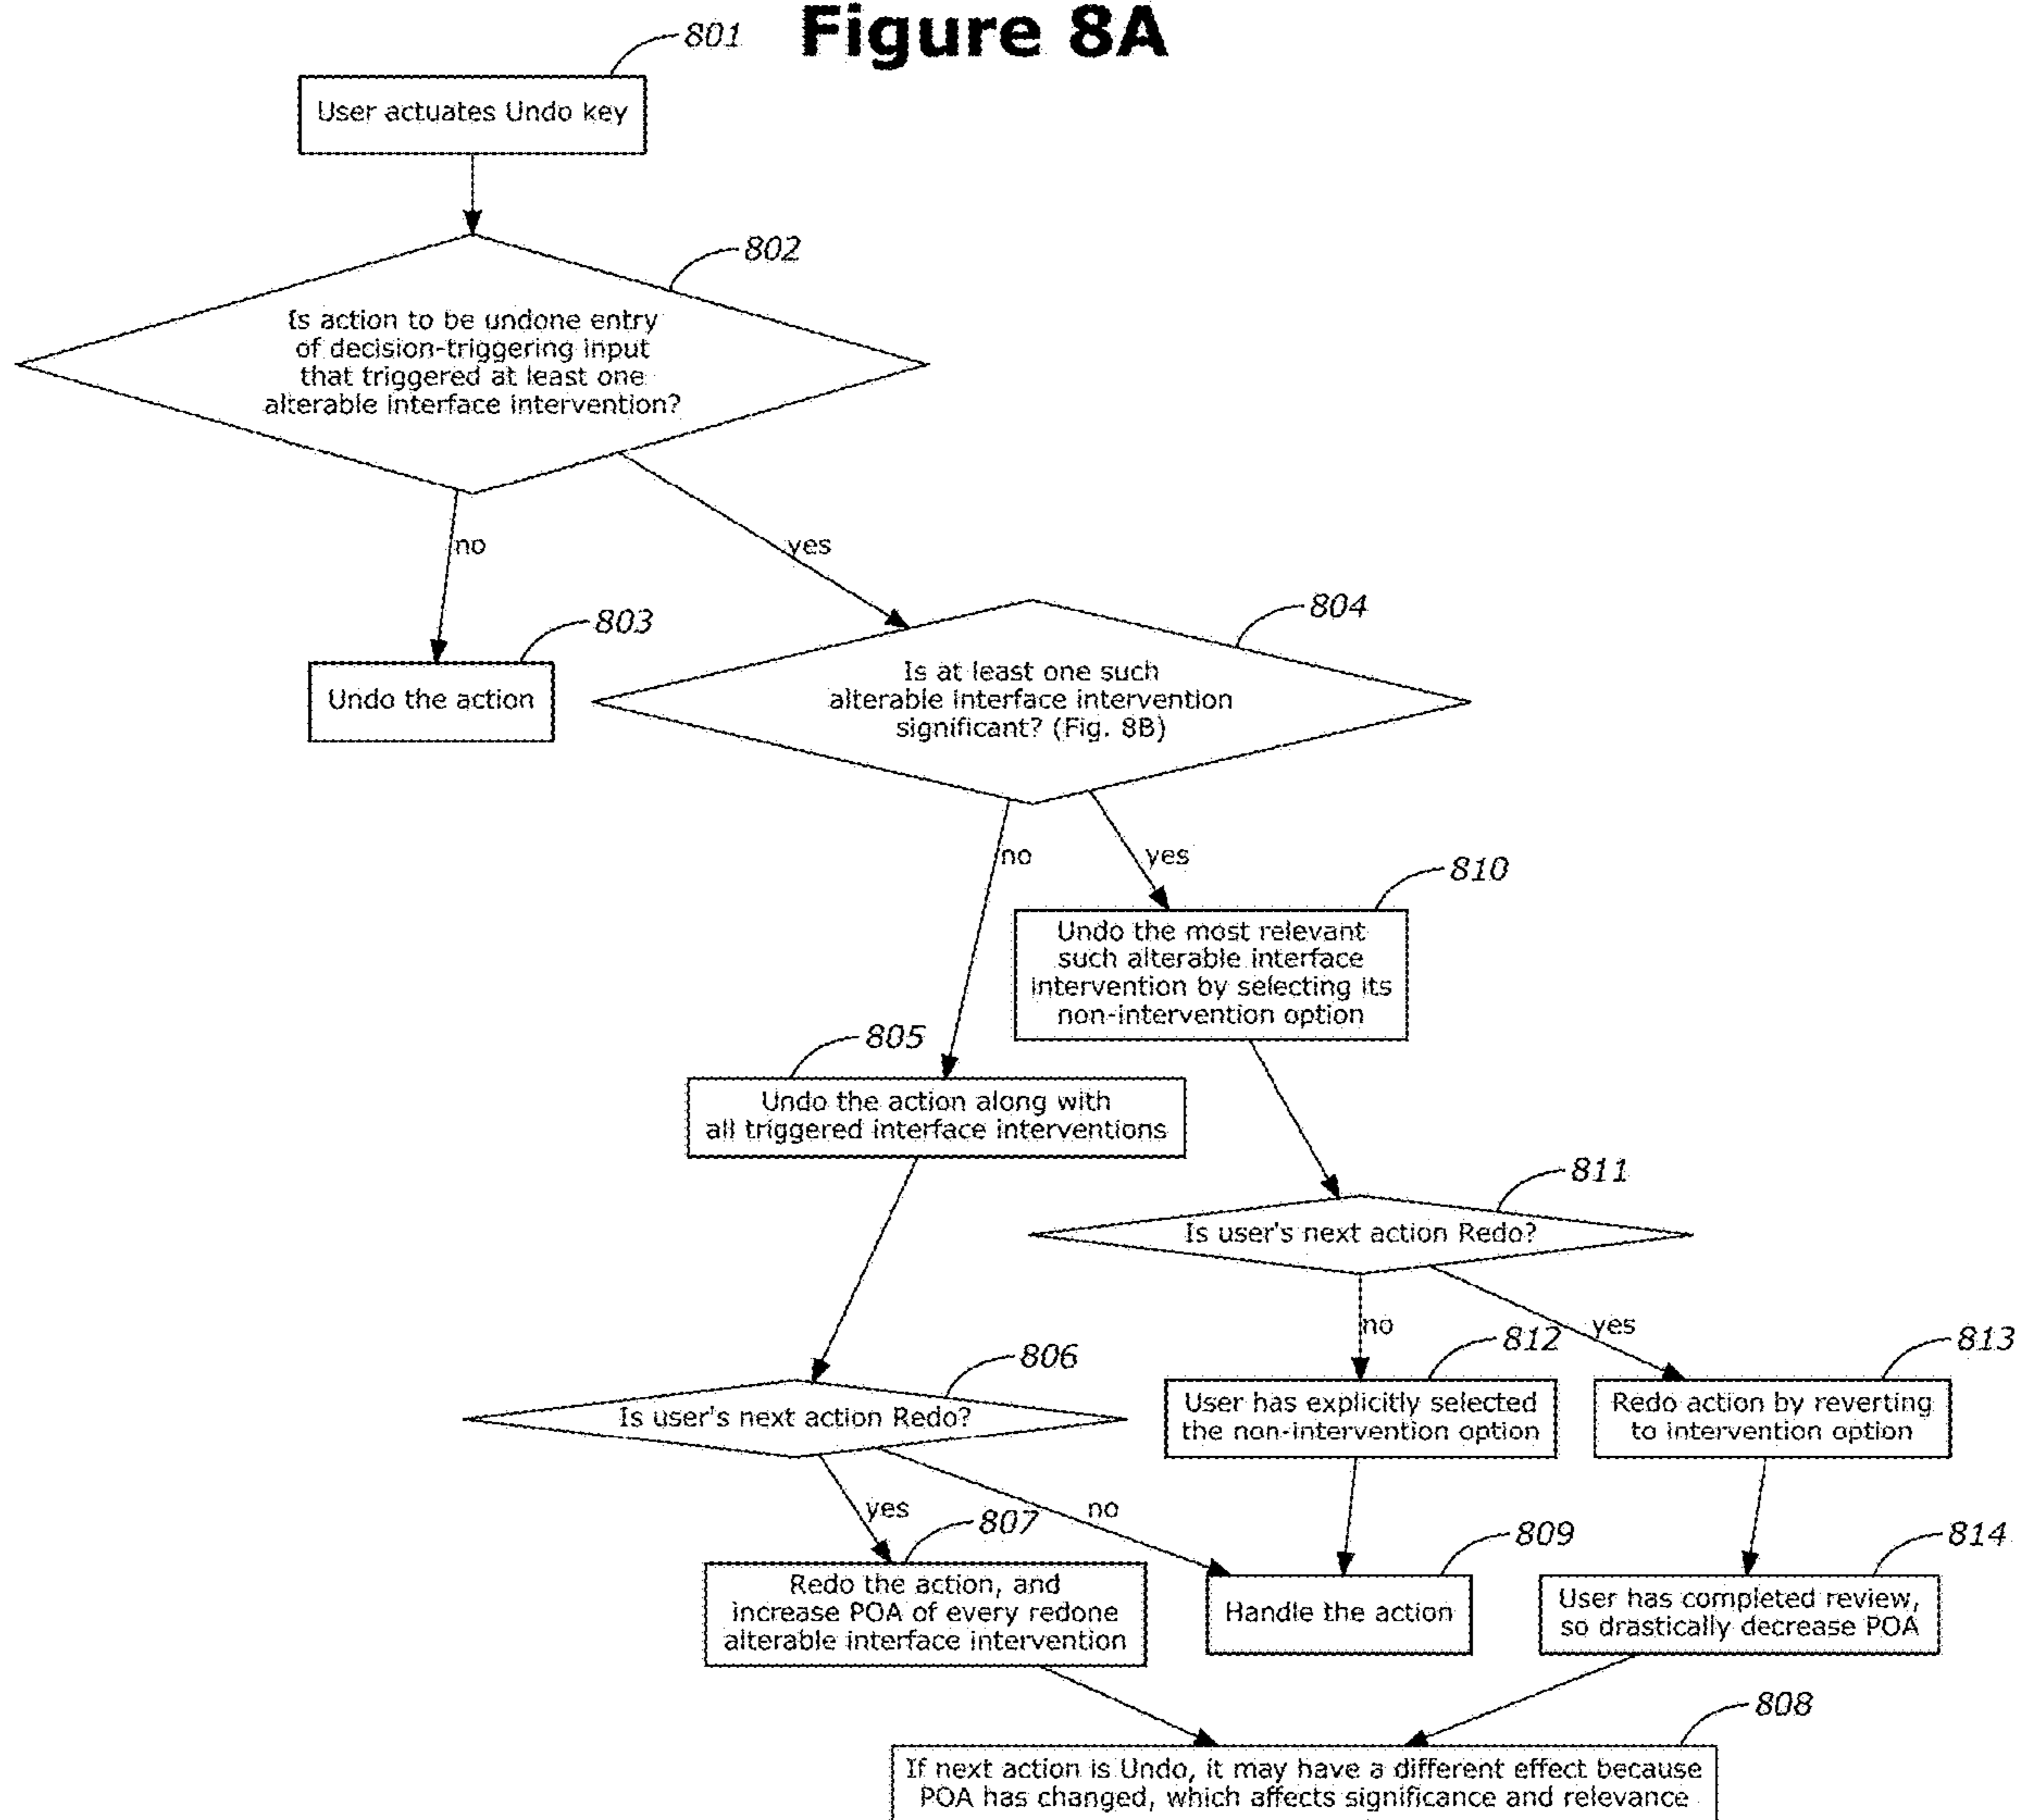 Figure 8A
801
User actuates Undo key
802
Is action to be undone entry
of decision-triggering input
that triggered at least one
alterable interface intervention?
no
yes
803
Undo the action
804
Is at least one such
alterable interface intervention
significant? (Fig. 8B)
no
yes
810
Undo the most relevant
such alterable interface
intervention by selecting its
non-intervention option
805
Undo the action along with
all triggered interface interventions
811
Is user's next action Redo?
no
yes
806
Is user's next action Redo?
812
User has explicitly selected
the non-intervention option
813
Redo action by reverting
to intervention option
yes
no
807
Redo the action, and
increase POA of every redone
alterable interface intervention
809
Handle the action
814
User has completed review,
so drastically decrease POA
808
If next action is Undo, it may have a different effect because
POA has changed, which affects significance and relevance